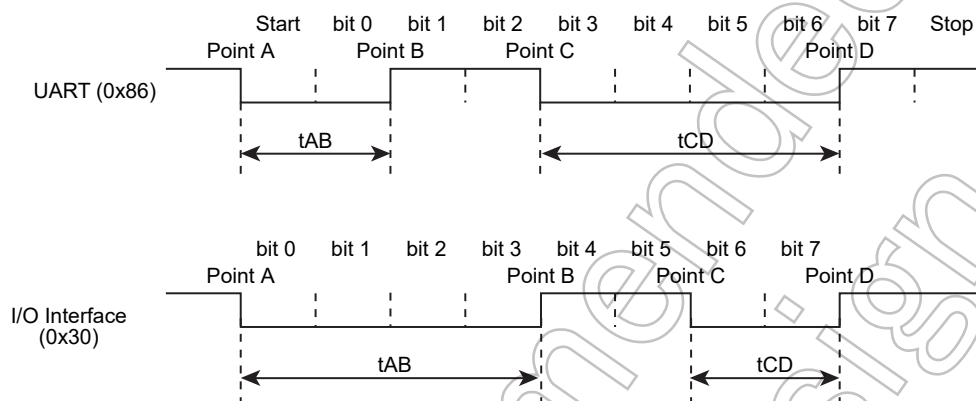 Start bit 0 bit 1 bit 2 bit 3 bit 4 bit 5 bit 6 bit 7 Stop
Point A Point B Point C Point D
UART (0x86)
tAB tCD
bit 0 bit 1 bit 2 bit 3 bit 4 bit 5 bit 6 bit 7
Point A Point B Point C Point D
I/O Interface
(0x30)
tAB tCD